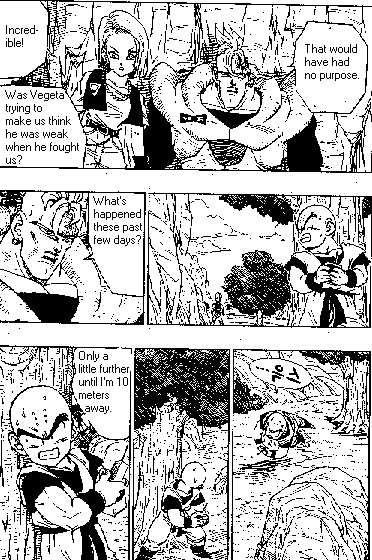 Incred-
ible!
That would
have had
no purpose.
Was Vegeta
trying to
make us think
he was weak
when he fought
us?
What's
happened
these past
few days?
Only a
little further,
until I'm 10
meters
away.